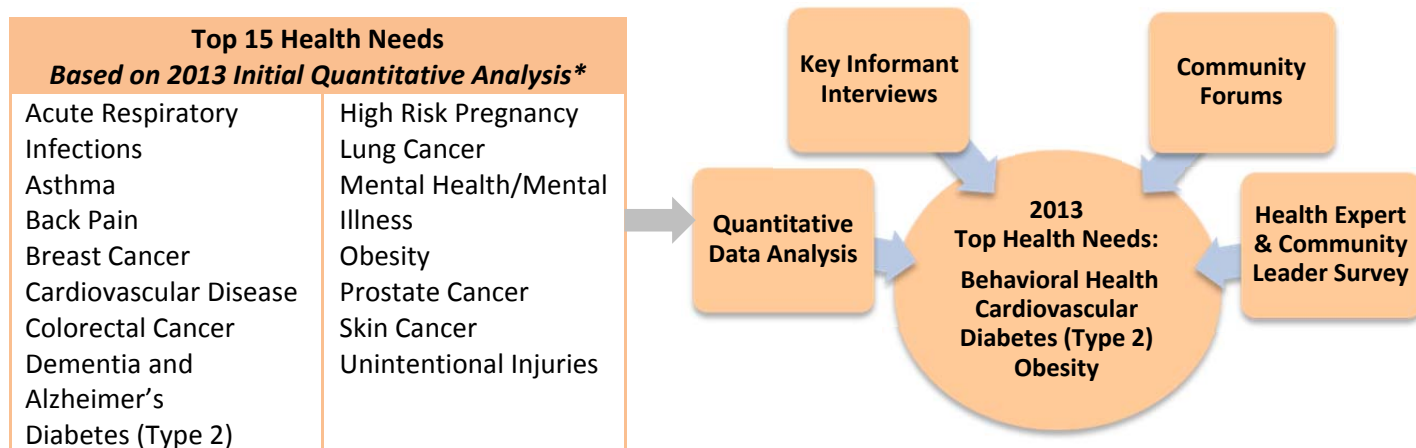 Top 15 Health Needs
Based on 2013 Initial Quantitative Analysis*
Acute Respiratory
Infections
Asthma
Back Pain
Breast Cancer
Cardiovascular Disease
Colorectal Cancer
Dementia and
Alzheimer’s
Diabetes (Type 2)
High Risk Pregnancy
Lung Cancer
Mental Health/Mental
Illness
Obesity
Prostate Cancer
Skin Cancer
Unintentional Injuries
Quantitative
Data Analysis
Key Informant
Interviews
Community
Forums
Health Expert
& Community
Leader Survey
2013
Top Health Needs:
Behavioral Health
Cardiovascular
Diabetes (Type 2)
Obesity